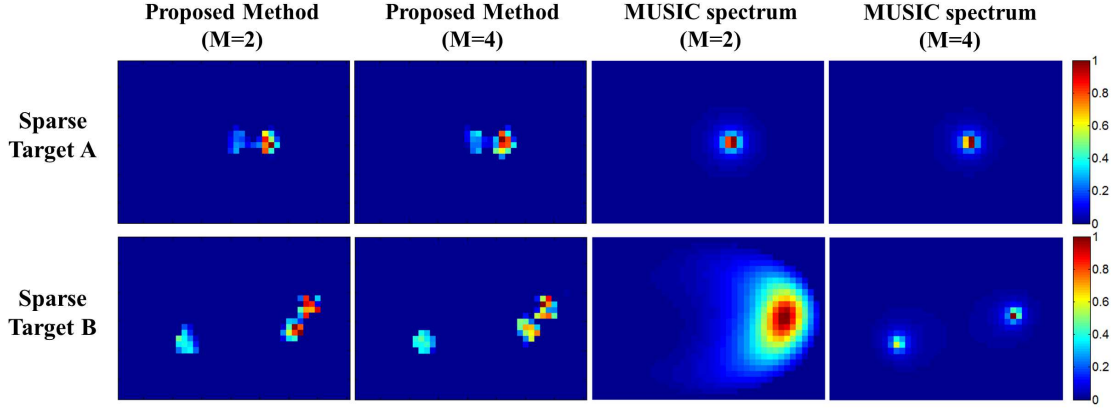 Proposed Method
(M=2)
Proposed Method
(M=4)
MUSIC spectrum
(M=2)
MUSIC spectrum
(M=4)
Sparse
Target A
1
0.8
0.6
0.4
0.2
0
Sparse
Target B
1
0.8
0.6
0.4
0.2
0